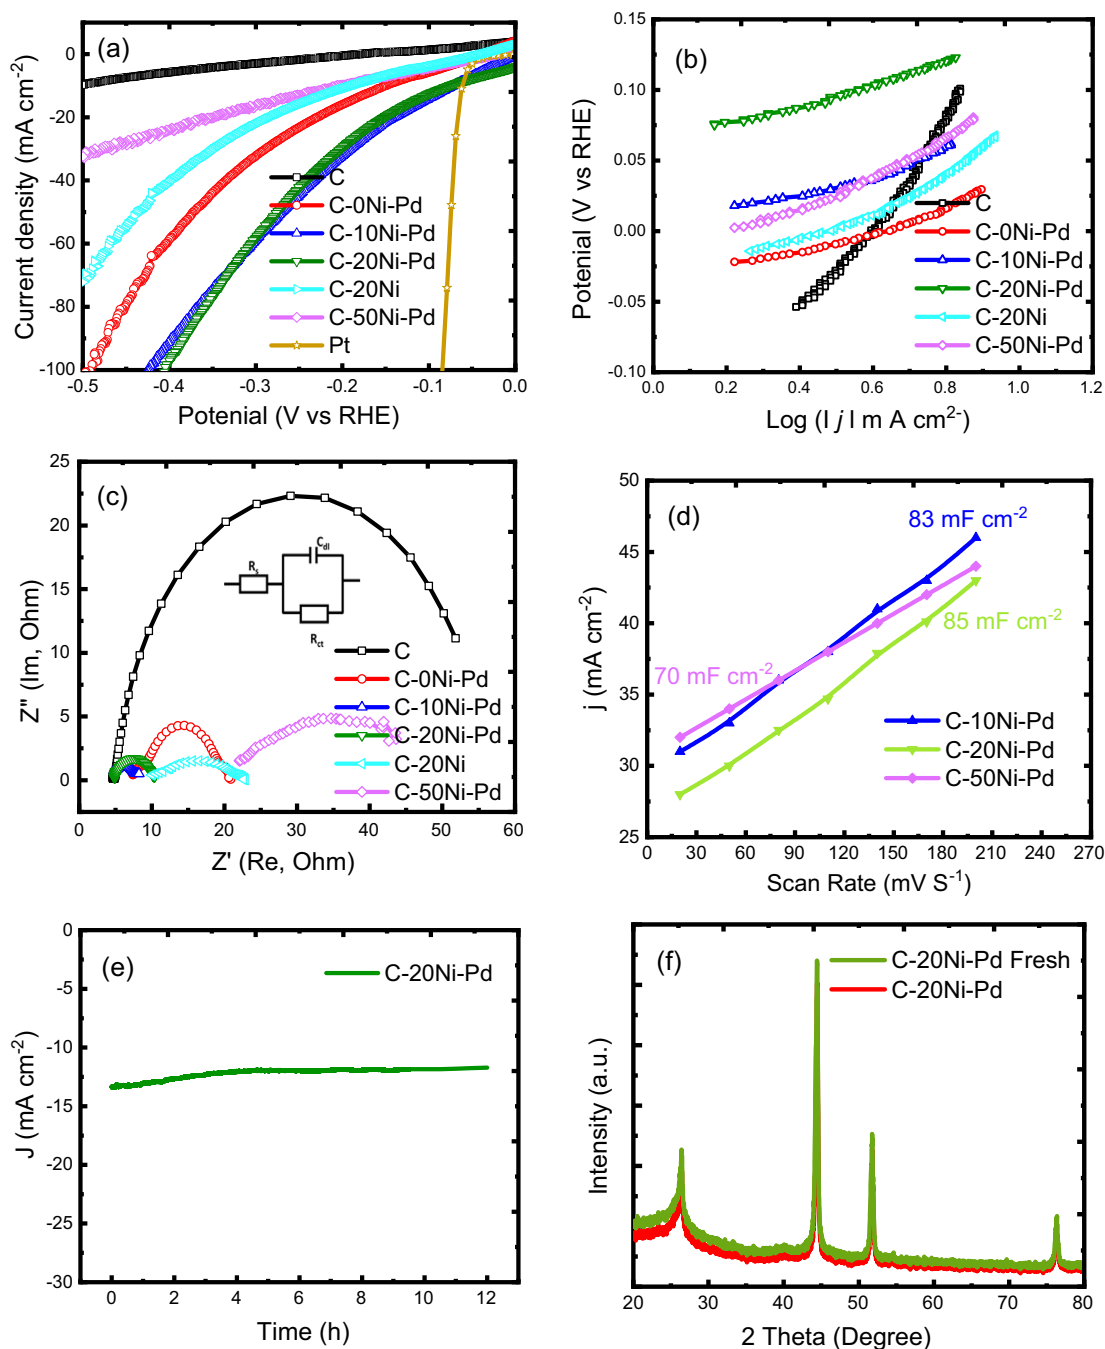 (a)
Current density (mA cm-2)
0
-20
-40
-60
-80
-100
-0.5
-0.4
-0.3
-0.2
-0.1
0.0
Potenial (V vs RHE)
C
C-0Ni-Pd
C-10Ni-Pd
C-20Ni-Pd
C-20Ni
C-50Ni-Pd
Pt
(b)
Potenial (V vs RHE)
0.15
0.10
0.05
0.00
-0.05
-0.10
0.0
0.2
0.4
0.6
0.8
1.0
1.2
Log (I j I m A cm2-)
C
C-0Ni-Pd
C-10Ni-Pd
C-20Ni-Pd
C-20Ni
C-50Ni-Pd
(c)
Z'' (Im, Ohm)
25
20
15
10
5
0
0
10
20
30
40
50
60
Z' (Re, Ohm)
Rs
Cdl
Rct
C
C-0Ni-Pd
C-10Ni-Pd
C-20Ni-Pd
C-20Ni
C-50Ni-Pd
(d)
j (mA cm-2)
50
45
40
35
30
25
0
30
60
90
120
150
180
210
240
270
Scan Rate (mV S-1)
83 mF cm-2
85 mF cm-2
70 mF cm-2
C-10Ni-Pd
C-20Ni-Pd
C-50Ni-Pd
(e)
J (mA cm-2)
0
-5
-10
-15
-20
-25
-30
0
2
4
6
8
10
12
Time (h)
C-20Ni-Pd
(f)
Intensity (a.u.)
20
30
40
50
60
70
80
2 Theta (Degree)
C-20Ni-Pd Fresh
C-20Ni-Pd